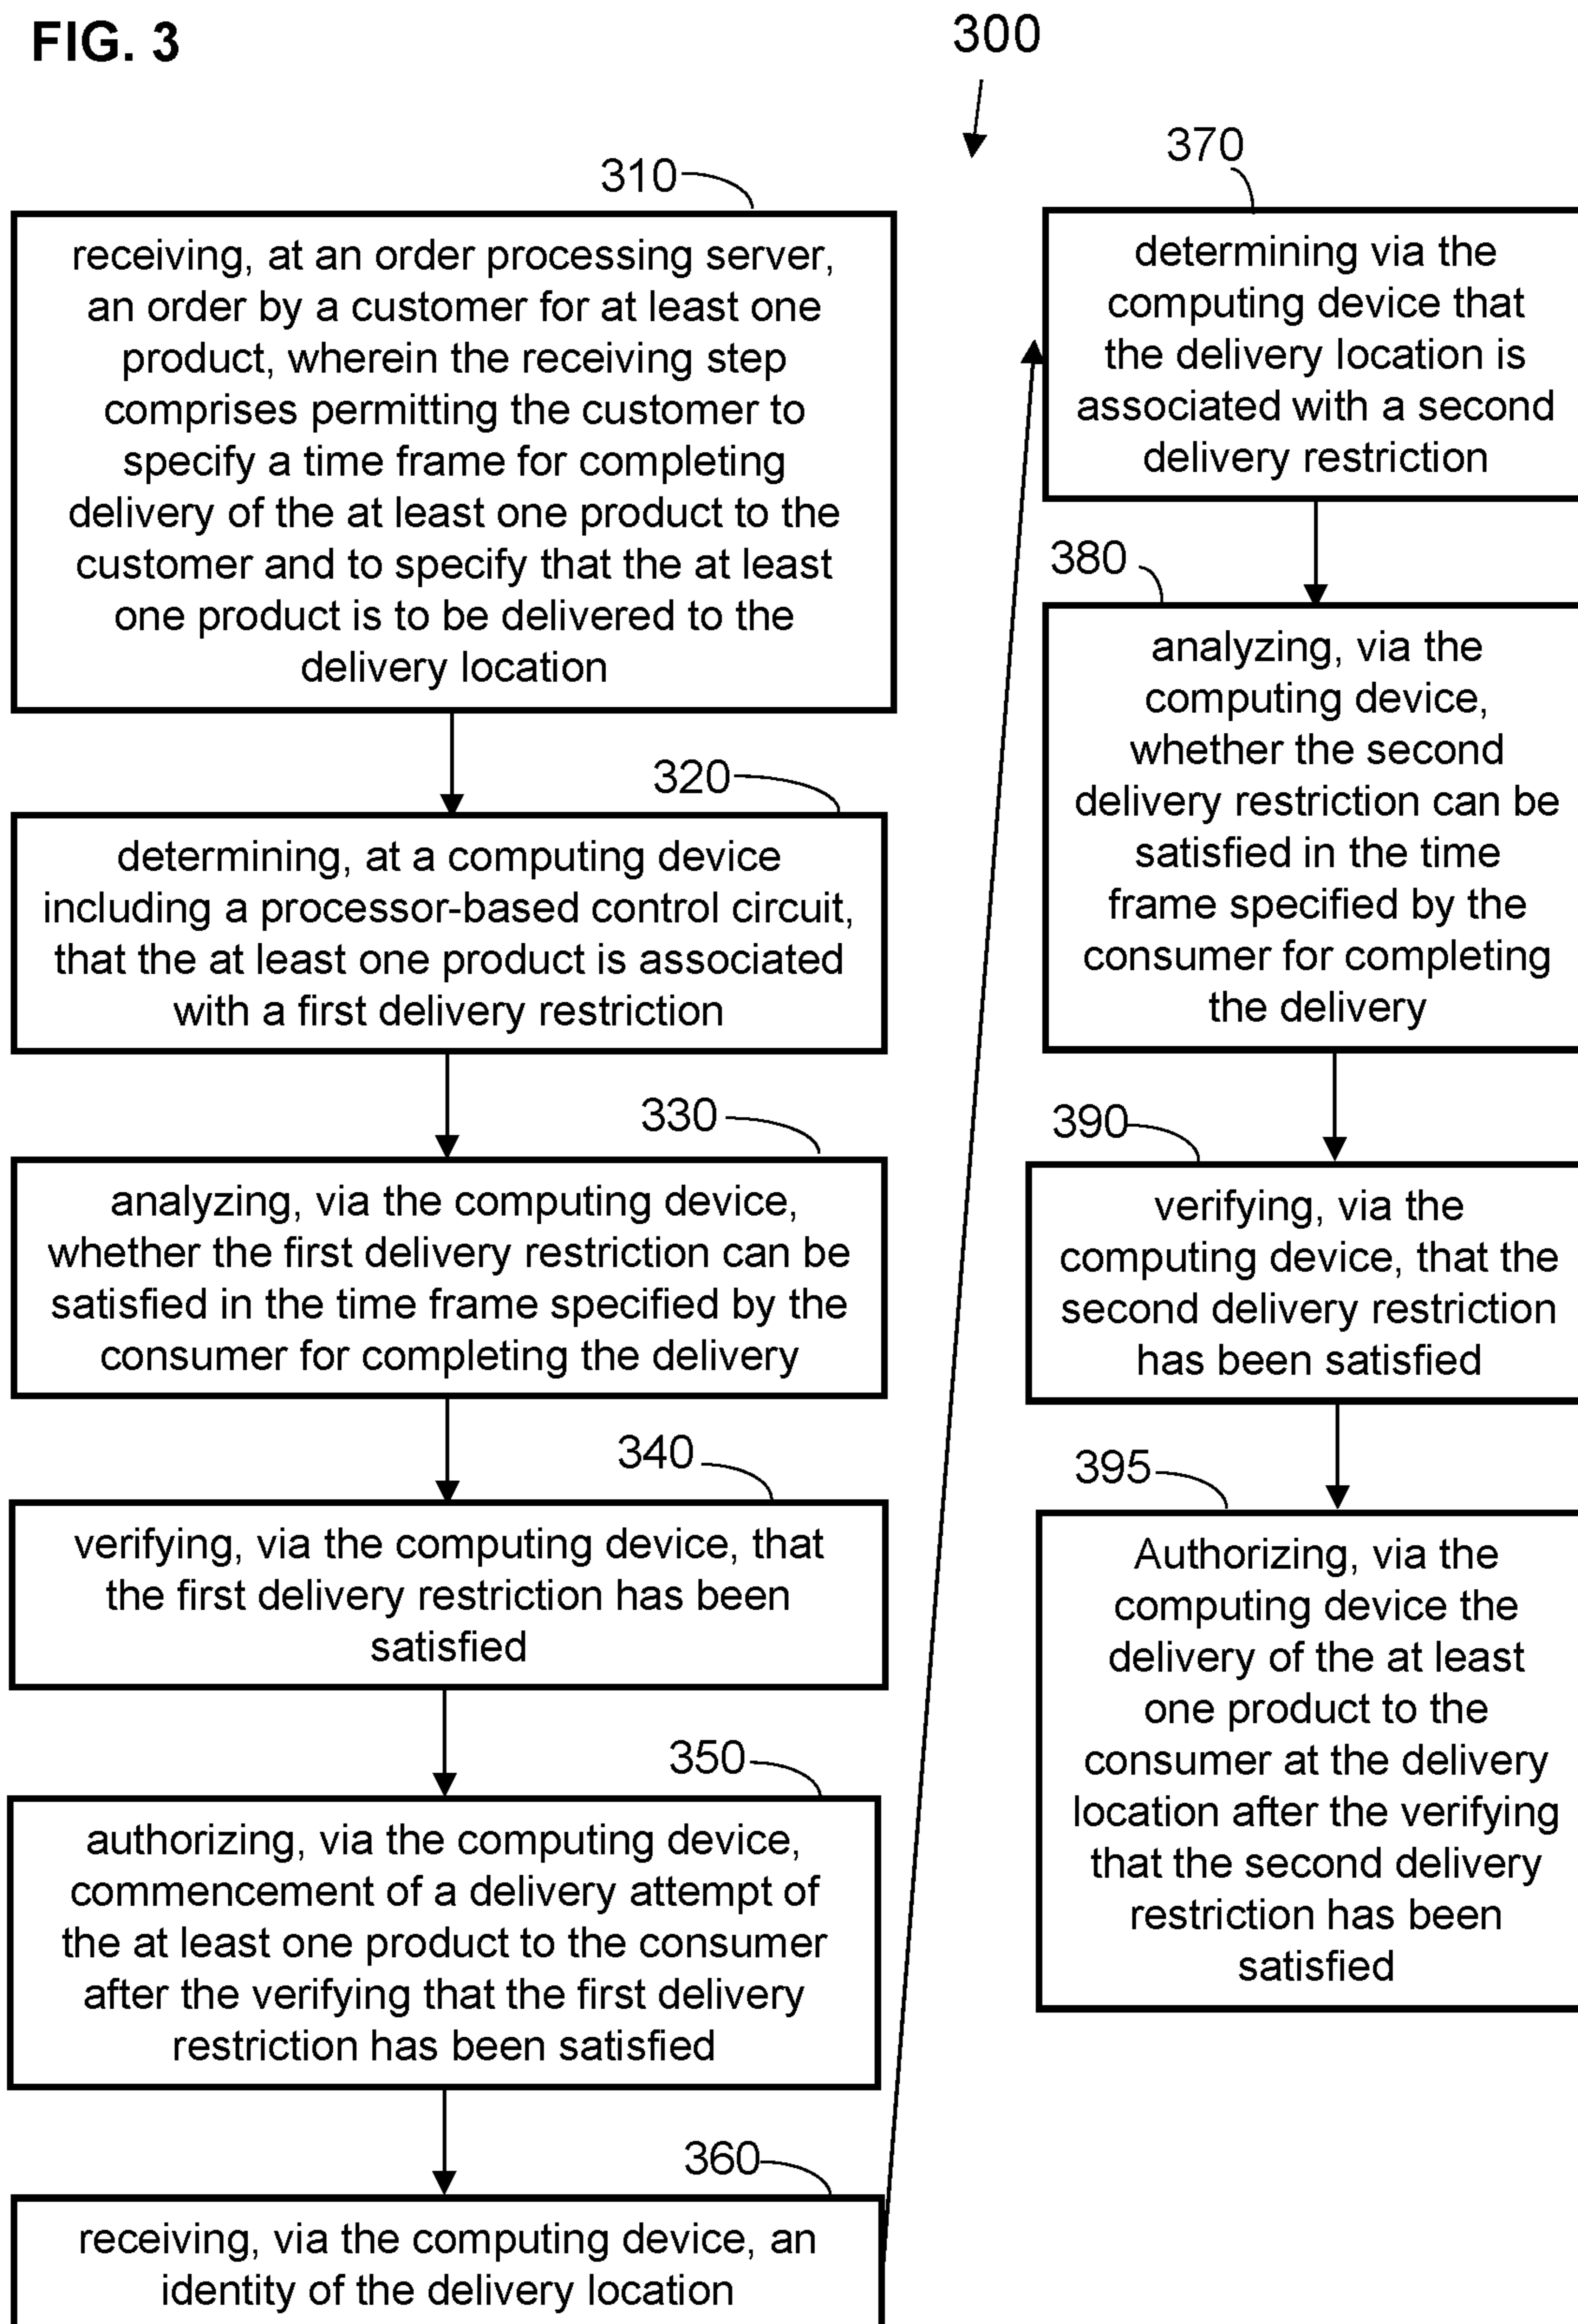 FIG. 3
300
310
receiving, at an order processing server,
an order by a customer for at least one
product, wherein the receiving step
comprises permitting the customer to
specify a time frame for completing
delivery of the at least one product to the
customer and to specify that the at least
one product is to be delivered to the
delivery location
320
determining, at a computing device
including a processor-based control circuit,
that the at least one product is associated
with a first delivery restriction
330
analyzing, via the computing device,
whether the first delivery restriction can be
satisfied in the time frame specified by the
consumer for completing the delivery
340
verifying, via the computing device, that
the first delivery restriction has been
satisfied
350
authorizing, via the computing device,
commencement of a delivery attempt of
the at least one product to the consumer
after the verifying that the first delivery
restriction has been satisfied
360
receiving, via the computing device, an
identity of the delivery location
370
determining via the
computing device that
the delivery location is
associated with a second
delivery restriction
380
analyzing, via the
computing device,
whether the second
delivery restriction can be
satisfied in the time
frame specified by the
consumer for completing
the delivery
390
verifying, via the
computing device, that the
second delivery restriction
has been satisfied
395
Authorizing, via the
computing device the
delivery of the at least
one product to the
consumer at the delivery
location after the verifying
that the second delivery
restriction has been
satisfied